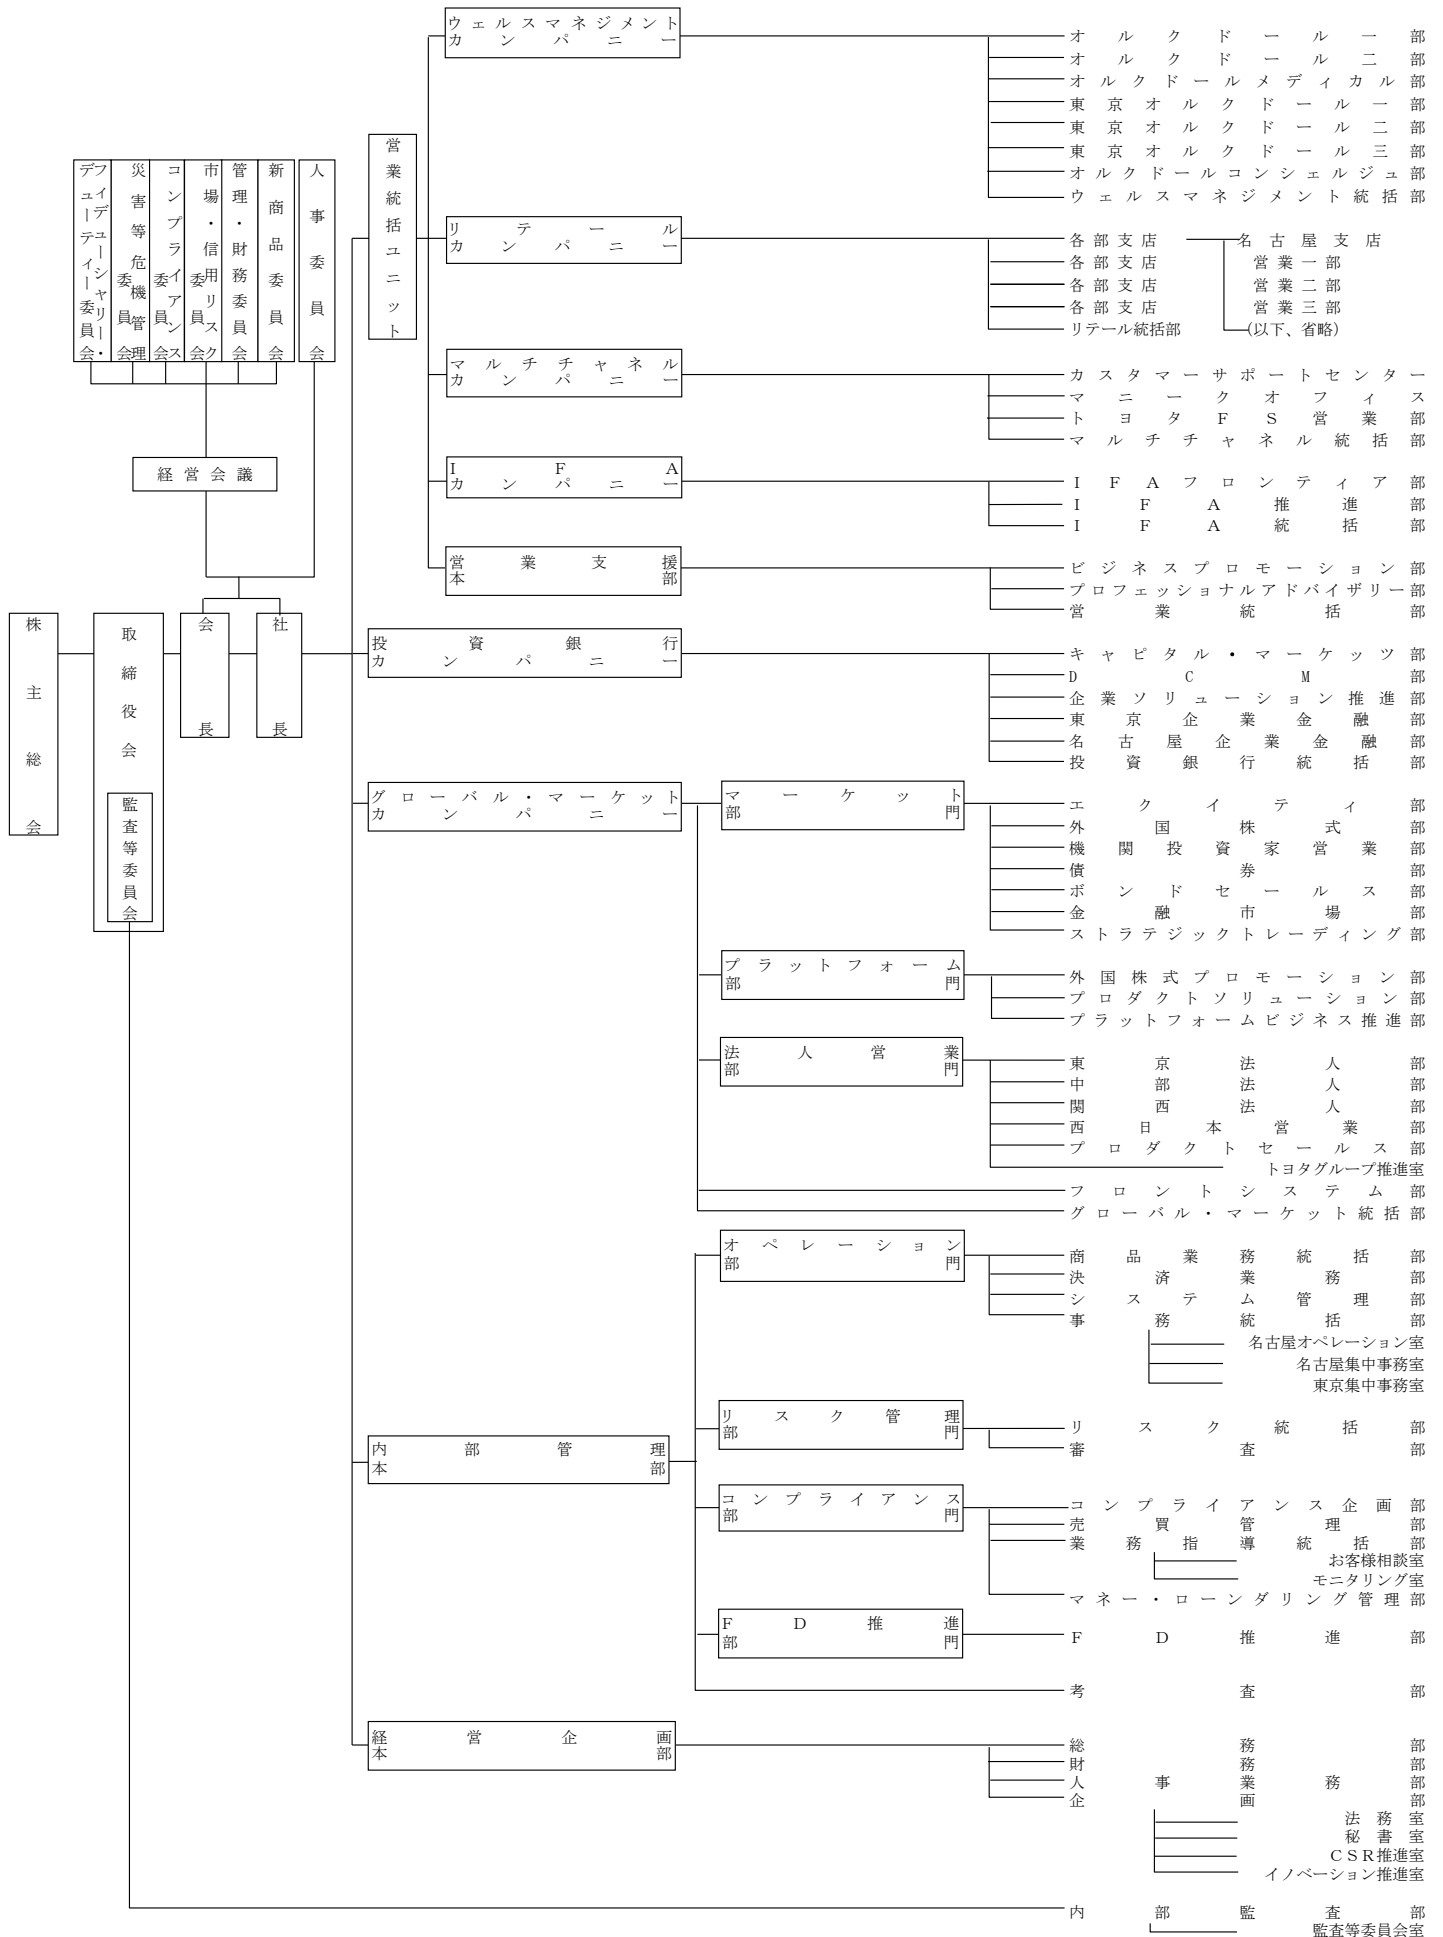 株主総会
取締役会
監査等委員会
会長
社長
経営会議
フィデューシャリー・デューティー委員会
災害等危機管理委員会
コンプライアンス委員会
市場・信用リスク委員会
管理・財務委員会
新商品委員会
人事委員会
営業統括ユニット
ウェルスマネジメント
カンパニー
オルクドール一部
オルクドール二部
オルクドールメディカル部
東京オルクドール一部
東京オルクドール二部
東京オルクドール三部
オルクドールコンシェルジュ部
ウェルスマネジメント統括部
リテール
カンパニー
各部支店 名古屋支店
各部支店 営業一部
各部支店 営業二部
各部支店 営業三部
リテール統括部 (以下、省略)
マルチチャネル
カンパニー
カスタマーサポートセンター
マニークオフィス
トヨタFS営業部
マルチチャネル統括部
IFA
カンパニー
IFAフロンティア部
IFA推進部
IFA統括部
営業支援
本部
ビジネスプロモーション部
プロフェッショナルアドバイザリー部
営業統括部
投資銀行
カンパニー
キャピタル・マーケッツ部
DCM部
企業ソリューション推進部
東京企業金融部
名古屋企業金融部
投資銀行統括部
グローバル・マーケット
カンパニー
マーケット
部門
エクイティ部
外国株式部
機関投資家営業部
債券部
ボンドセールス部
金融市場部
ストラテジックトレーディング部
プラットフォーム
部門
外国株式プロモーション部
プロダクトソリューション部
プラットフォームビジネス推進部
法人営業
部門
東京法人部
中部法人部
関西法人部
西日本営業部
プロダクトセールス部
トヨタグループ推進室
フロントシステム部
グローバル・マーケット統括部
内部管理
本部
オペレーション
部門
商品業務統括部
決済業務部
システム管理部
事務統括部
名古屋オペレーション室
名古屋集中事務室
東京集中事務室
リスク管理
部門
リスク統括部
審査部
コンプライアンス
部門
コンプライアンス企画部
売買管理部
業務指導統括部
お客様相談室
モニタリング室
マネー・ローンダリング管理部
FD推進
部門
FD推進部
考査部
経営企画
本部
総務部
財務部
人事業務部
企画部
法務室
秘書室
CSR推進室
イノベーション推進室
内部監査部
監査等委員会室